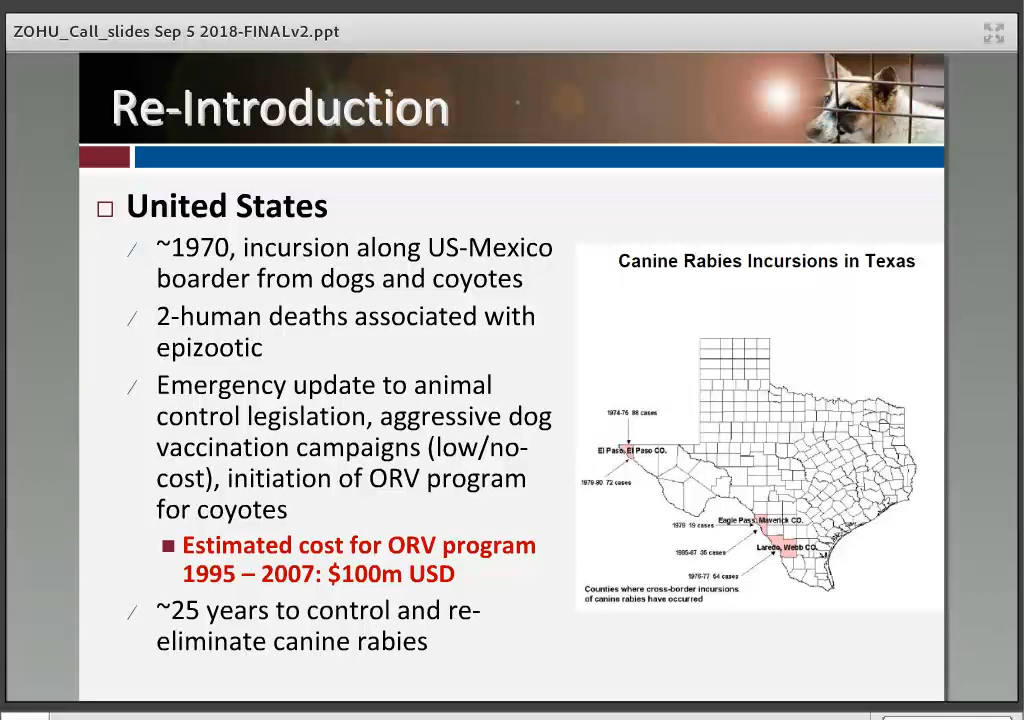 ZOHU_Call_slides Sep 5 2018-FINALv2.ppt
Re-Introduction
United States
~1970, incursion along US-Mexico
boarder from dogs and coyotes
2-human deaths associated with
epizootic
Emergency update to animal
control legislation, aggressive dog
vaccination campaigns (low/no-
cost), initiation of ORV program
for coyotes
Estimated cost for ORV program
1995 – 2007: $100m USD
~25 years to control and re-
eliminate canine rabies
Canine Rabies Incursions in Texas
1974-76 88 cases
El Paso, El Paso CO.
1979-80 72 cases
Eagle Pass, Maverick CO.
1979 19 cases
Laredo, Webb CO.
36 cases
1976-77 64 cases
Counties where cross-border incursions
of canine rabies have occurred